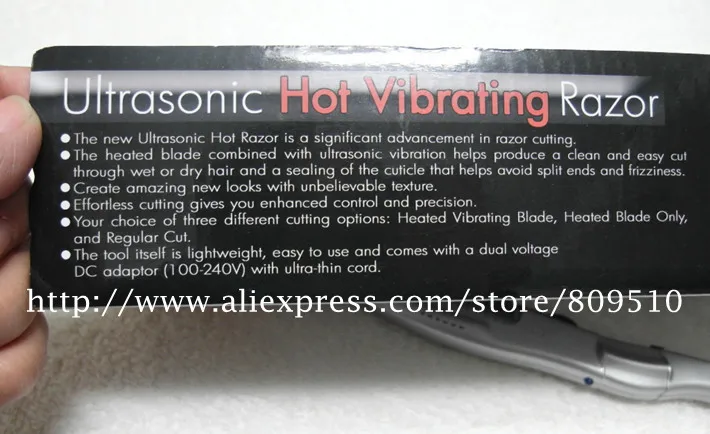 Ultrasonic Hot Vibrating Razor
● The new Ultrasonic Hot Razor is a significant advancement in razor cutting.
● The heated blade combined with ultrasonic vibration helps produce a clean and easy cut
through wet or dry hair and a sealing of the cuticle that helps avoid split ends and frizziness.
● Create amazing new looks with unbelievable texture.
● Effortless cutting gives you enhanced control and precision.
● Your choice of three different cutting options: Heated Vibrating Blade, Heated Blade Only,
and Regular Cut.
● The tool itself is lightweight, easy to use and comes with a dual voltage
DC adaptor (100-240V) with ultra-thin cord.
http://www.aliexpress.com/store/809510